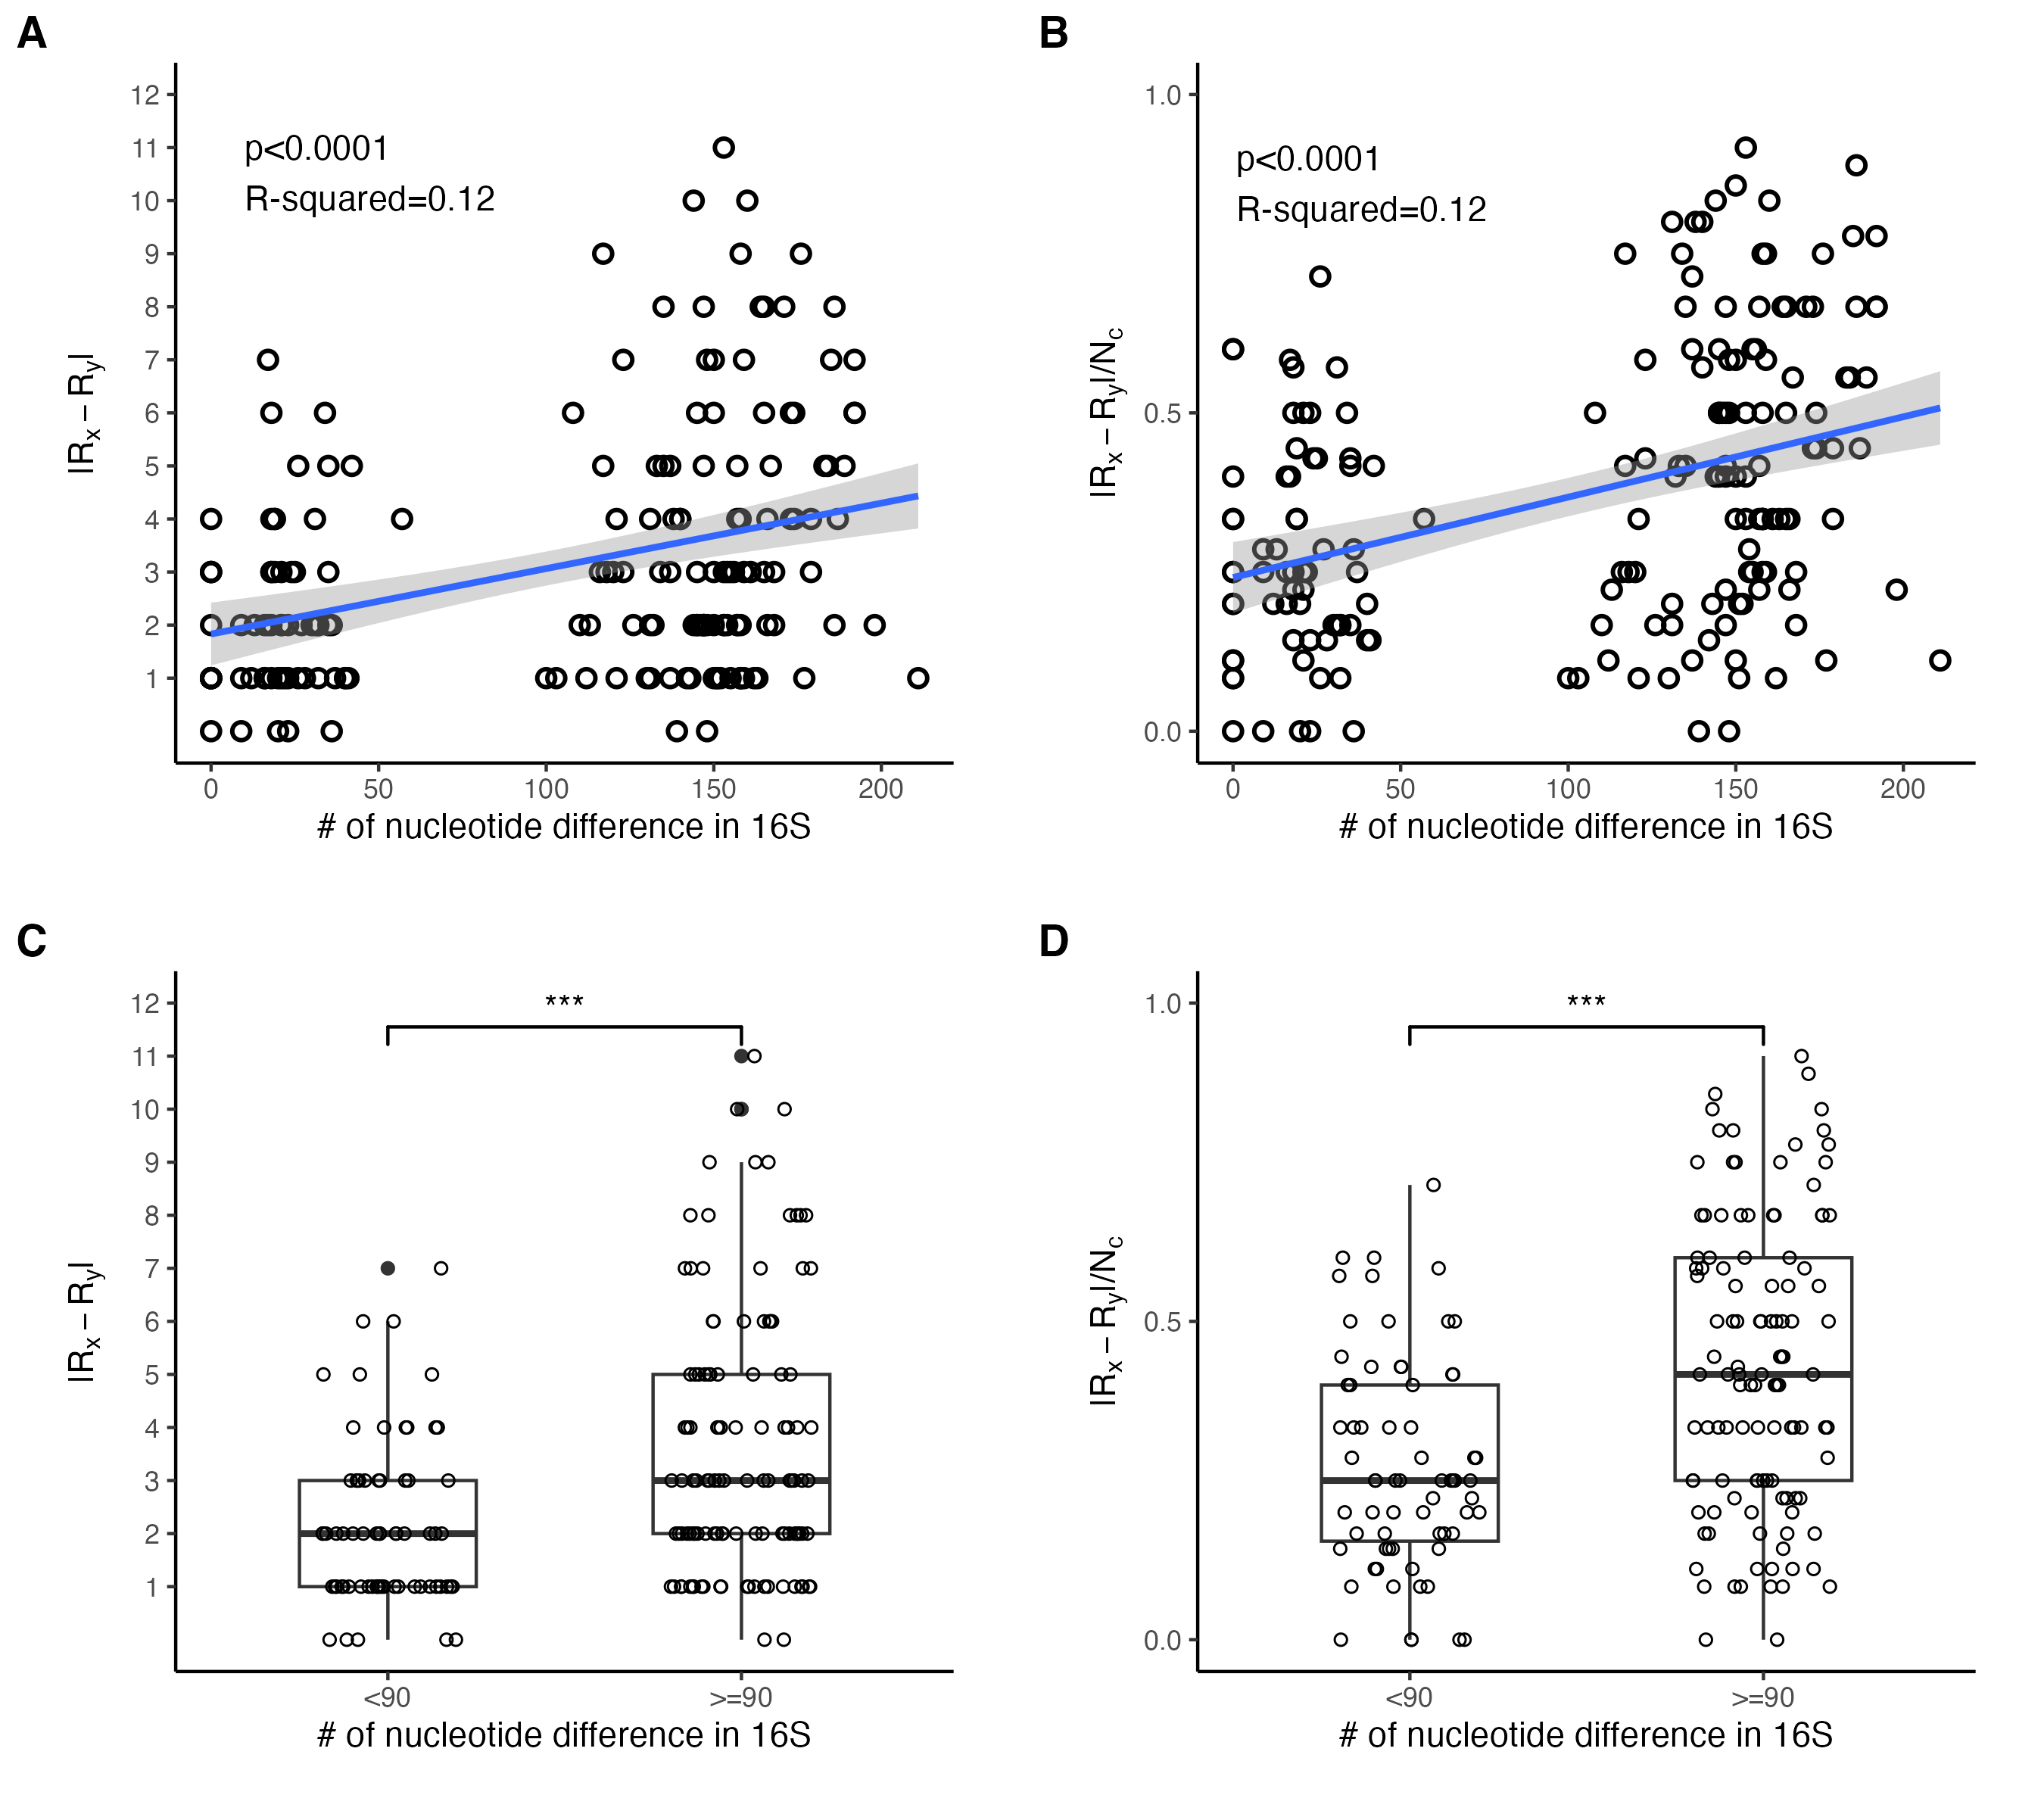 A
12
11
10
9
8
7
6
5
4
3
2
1
p<0.0001
R-squared=0.12
|Rx − Ry|
0 50 100 150 200
# of nucleotide difference in 16S
B
1.0
0.5
0.0
p<0.0001
R-squared=0.12
|Rx − Ry|/Nc
0 50 100 150 200
# of nucleotide difference in 16S
C
12
11
10
9
8
7
6
5
4
3
2
1
***
|Rx − Ry|
<90 >=90
# of nucleotide difference in 16S
D
1.0
0.5
0.0
***
|Rx − Ry|/Nc
<90 >=90
# of nucleotide difference in 16S